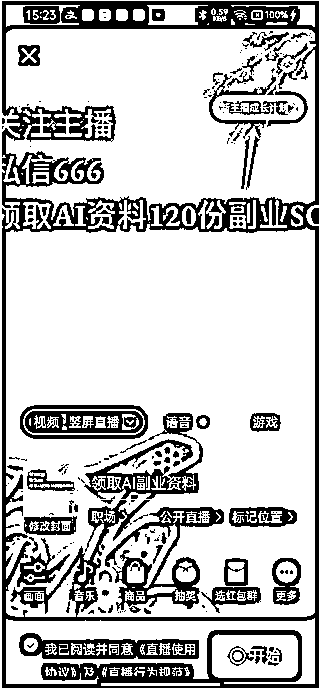 15:23
0.59 KB/s
100%
主播成长计划
关注主播
私信666
领取AI资料120份副业SO
视频 竖屏直播
语音
游戏
领取AI副业资料
修改封面
职场
公开直播
标记位置
画面
音乐
商品
抽奖
连红包群
更多
我已阅读并同意《直播使用
协议》及《直播行为规范》
开始